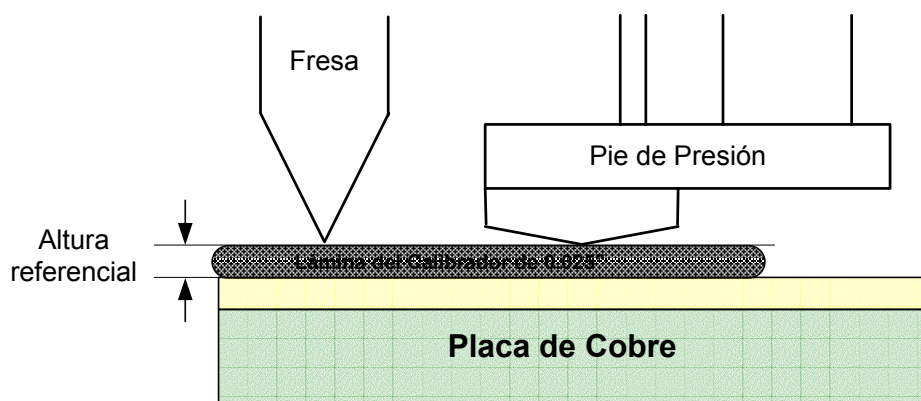 Fresa
Pie de Presión
Altura
referencial
Lámina del Calibrador de 0.025"
Placa de Cobre